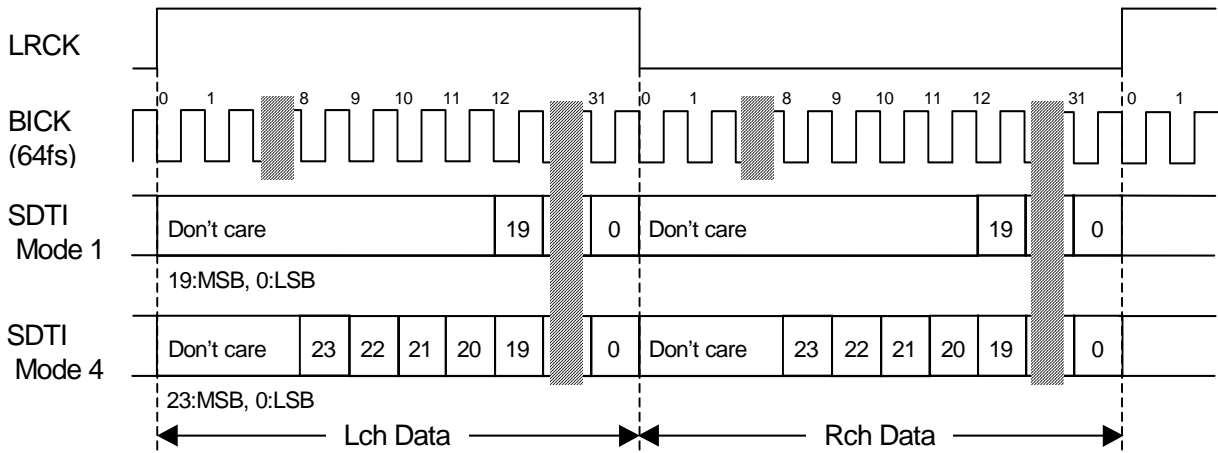 LRCK
0 1 8 9 10 11 12 31 0 1 8 9 10 11 12 31 0 1
BICK
(64fs)
SDTI
Mode 1
Don't care 19 0 Don't care 19 0
19:MSB, 0:LSB
SDTI
Mode 4
Don't care 23 22 21 20 19 0 Don't care 23 22 21 20 19 0
23:MSB, 0:LSB
Lch Data Rch Data